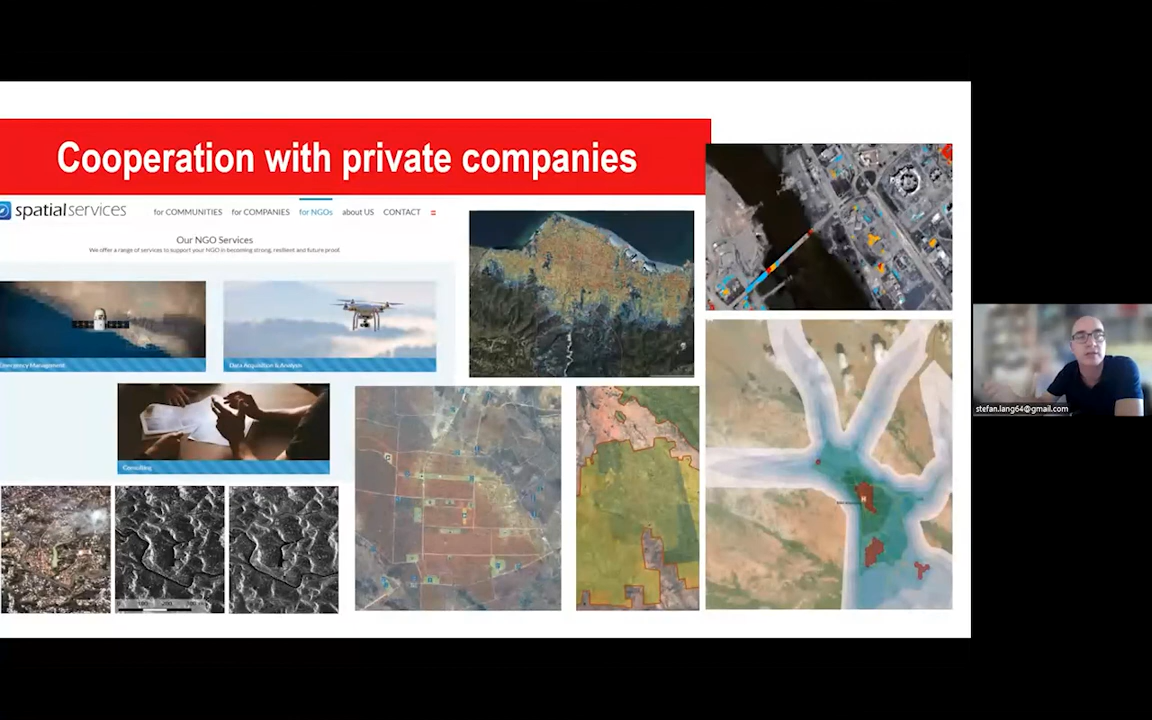 Cooperation with private companies
spatialservices
for COMMUNITIES for COMPANIES for NGOs about US CONTACT
Our NGO Services
We offer a range of services to support your NGO in becoming strong, resilient and future proof.
Emergency Management
Data Acquisition & Analysis
Consulting
stefan.lang64@gmail.com